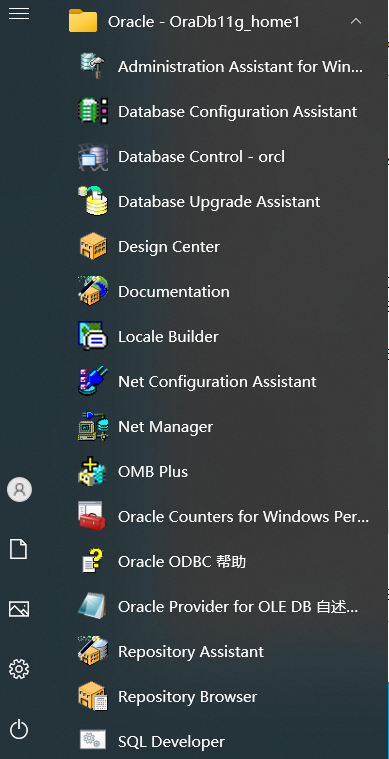 Oracle - OraDb11g_home1
Administration Assistant for Win...
Database Configuration Assistant
Database Control - orcl
Database Upgrade Assistant
Design Center
Documentation
Locale Builder
Net Configuration Assistant
Net Manager
OMB Plus
Oracle Counters for Windows Per...
Oracle ODBC 帮助
Oracle Provider for OLE DB 自述...
Repository Assistant
Repository Browser
SQL Developer